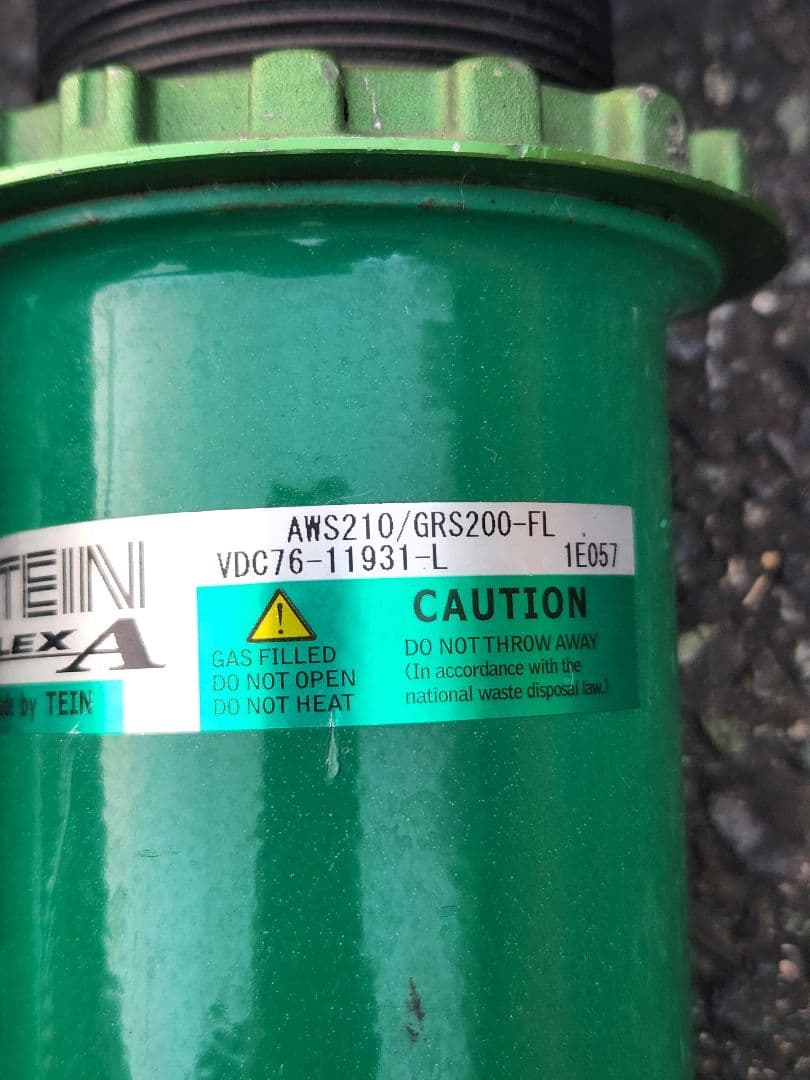 AWS210/GRS200-FL
VDC76-11931-L 1E057
TEIN
LEX A
by TEIN
GAS FILLED
DO NOT OPEN
DO NOT HEAT
CAUTION
DO NOT THROW AWAY
(In accordance with the
national waste disposal law.)